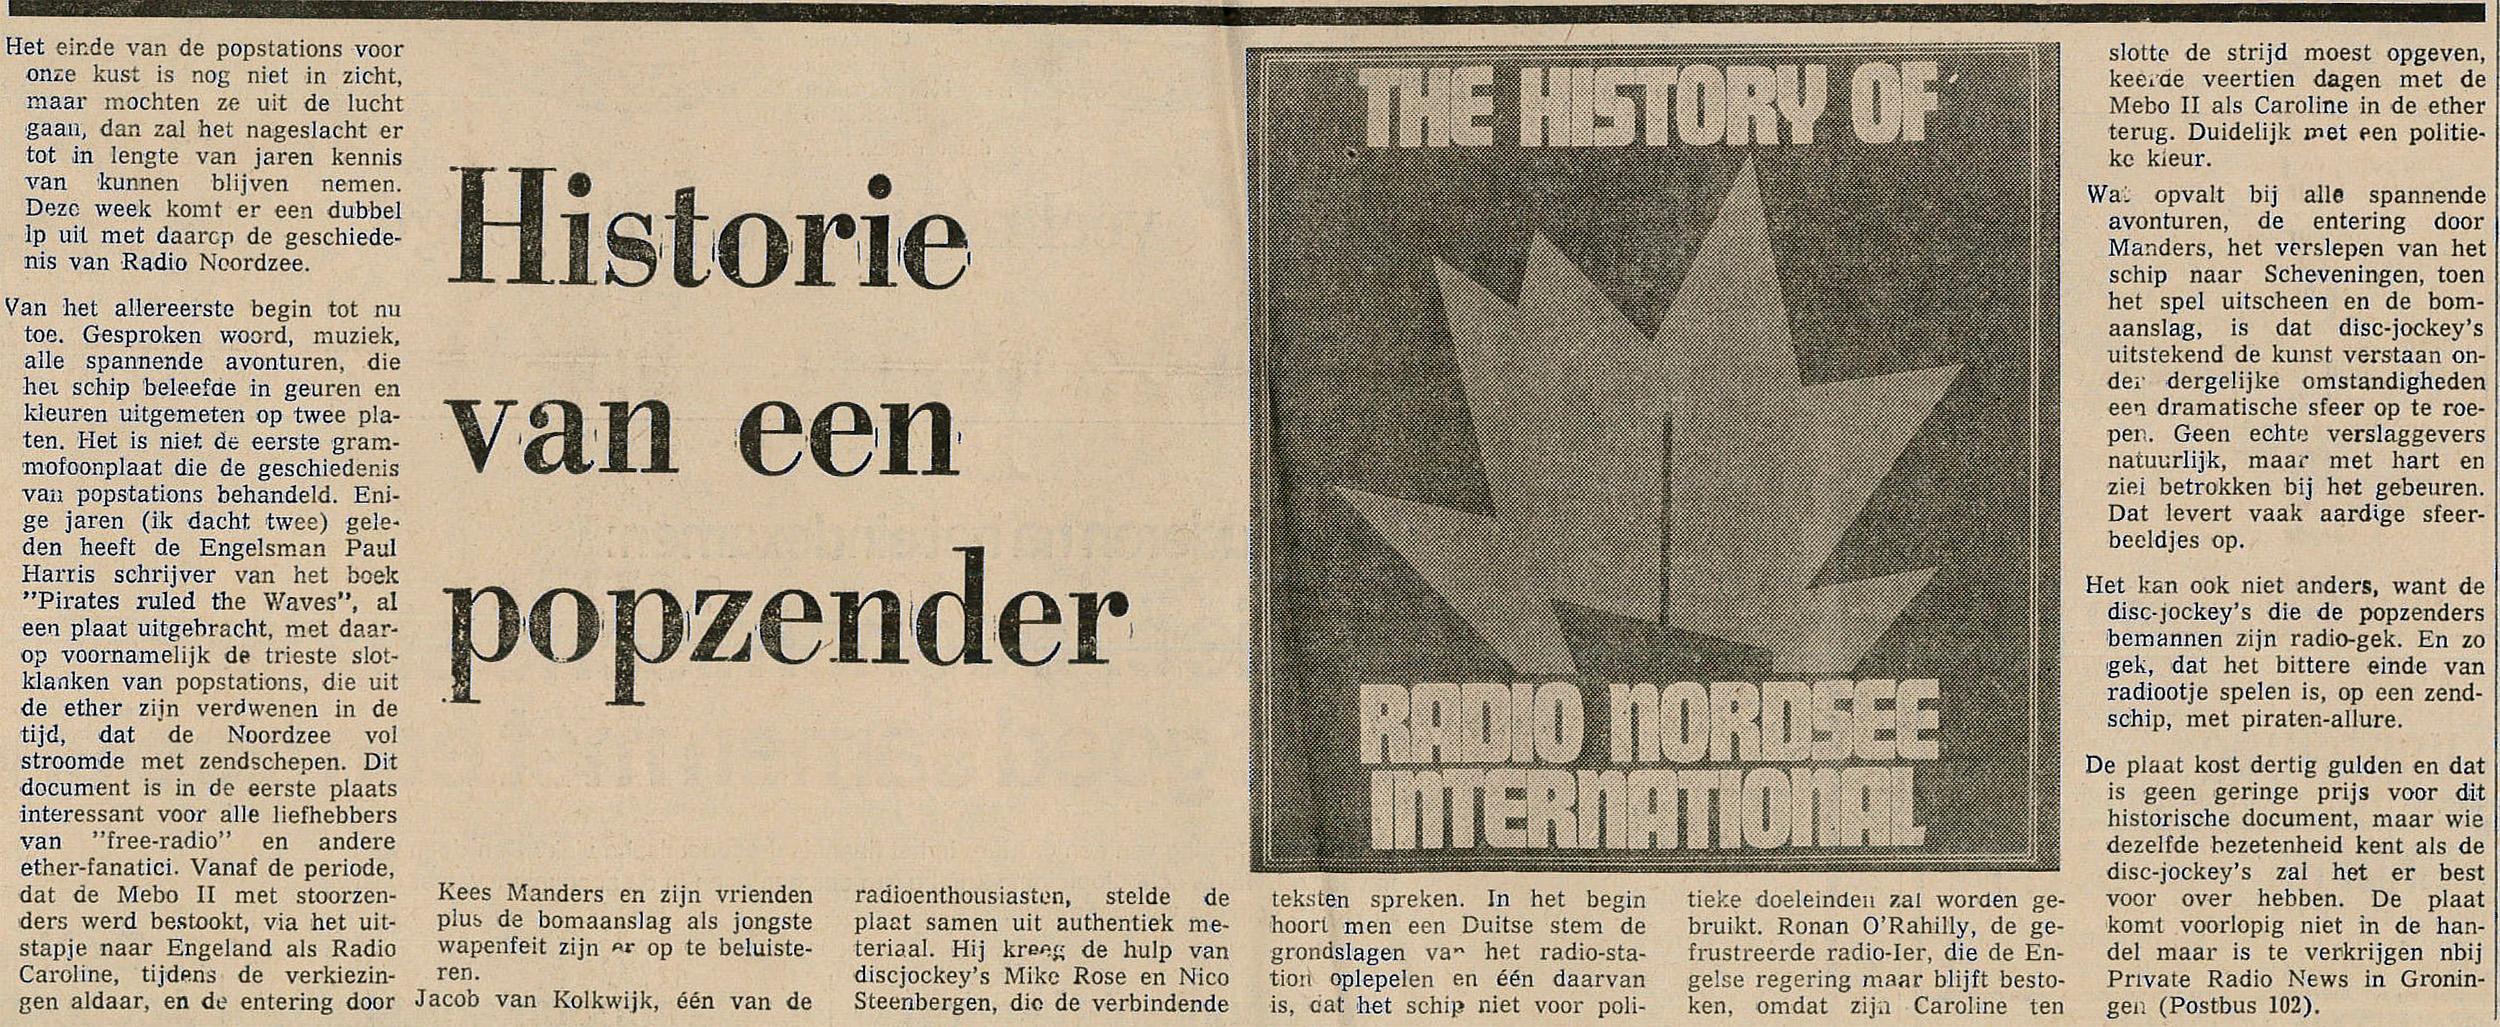 Het einde van de popstations voor
onze kust is nog niet in zicht,
maar mochten ze uit de lucht
gaan, dan zal het nageslacht er
tot in lengte van jaren kennis
van kunnen blijven nemen.
Deze week komt er een dubbel
lp uit met daarop de geschiede-
nis van Radio Noordzee.
Van het allereerste begin tot nu
toe. Gesproken woord, muziek,
alle spannende avonturen, die
het schip beleefde in geuren en
kleuren uitgemeten op twee pla-
ten. Het is niet de eerste gram-
mofoonplaat die de geschiedenis
van popstations behandeld. Eni-
ge jaren (ik dacht twee) gele-
den heeft de Engelsman Paul
Harris schrijver van het boek
"Pirates ruled the Waves", al
een plaat uitgebracht, met daar-
op voornamelijk de trieste slot-
klanken van popstations, die uit
de ether zijn verdwenen in de
tijd, dat de Noordzee vol
stroomde met zendschepen. Dit
document is in de eerste plaats
interessant voor alle liefhebbers
van "free-radio" en andere
ether-fanatici. Vanaf de periode,
dat de Mebo II met stoorzen-
ders werd bestookt, via het uit-
stapje naar Engeland als Radio
Caroline, tijdens de verkiezin-
gen aldaar, en de entering door
Historie
van een
popzender
Kees Manders en zijn vrienden
plus de bomaanslag als jongste
wapenfeit zijn er op te beluiste-
ren.
Jacob van Kolkwijk, één van de
radioenthousiasten, stelde de
plaat samen uit authentiek me-
teriaal. Hij kreeg de hulp van
discjockey's Mike Rose en Nico
Steenbergen, die de verbindende
THE HISTORY OF
RADIO NORDSEE
INTERNATIONAL
teksten spreken. In het begin
hoort men een Duitse stem de
grondslagen van het radio-sta-
tion oplepelen en één daarvan
is, dat het schip niet voor poli-
tieke doeleinden zal worden ge-
bruikt. Ronan O'Rahilly, de ge-
frustreerde radio-Ier, die de En-
gelse regering maar blijft besto-
ken, omdat zijn Caroline ten
slotte de strijd moest opgeven,
keerde veertien dagen met de
Mebo II als Caroline in de ether
terug. Duidelijk met een politie-
ke kleur.
Wat opvalt bij alle spannende
avonturen, de entering door
Manders, het verslepen van het
schip naar Scheveningen, toen
het spel uitscheen en de bom-
aanslag, is dat disc-jockey's
uitstekend de kunst verstaan on-
der dergelijke omstandigheden
een dramatische sfeer op te roe-
pen. Geen echte verslaggevers
natuurlijk, maar met hart en
ziel betrokken bij het gebeuren.
Dat levert vaak aardige sfeer-
beeldjes op.
Het kan ook niet anders, want de
disc-jockey's die de popzenders
bemannen zijn radio-gek. En zo
gek, dat het bittere einde van
radiootje spelen is, op een zend-
schip, met piraten-allure.
De plaat kost dertig gulden en dat
is geen geringe prijs voor dit
historische document, maar wie
dezelfde bezetenheid kent als de
disc-jockey's zal het er best
voor over hebben. De plaat
komt voorlopig niet in de han-
del maar is te verkrijgen nbij
Private Radio News in Gronin-
gen (Postbus 102).